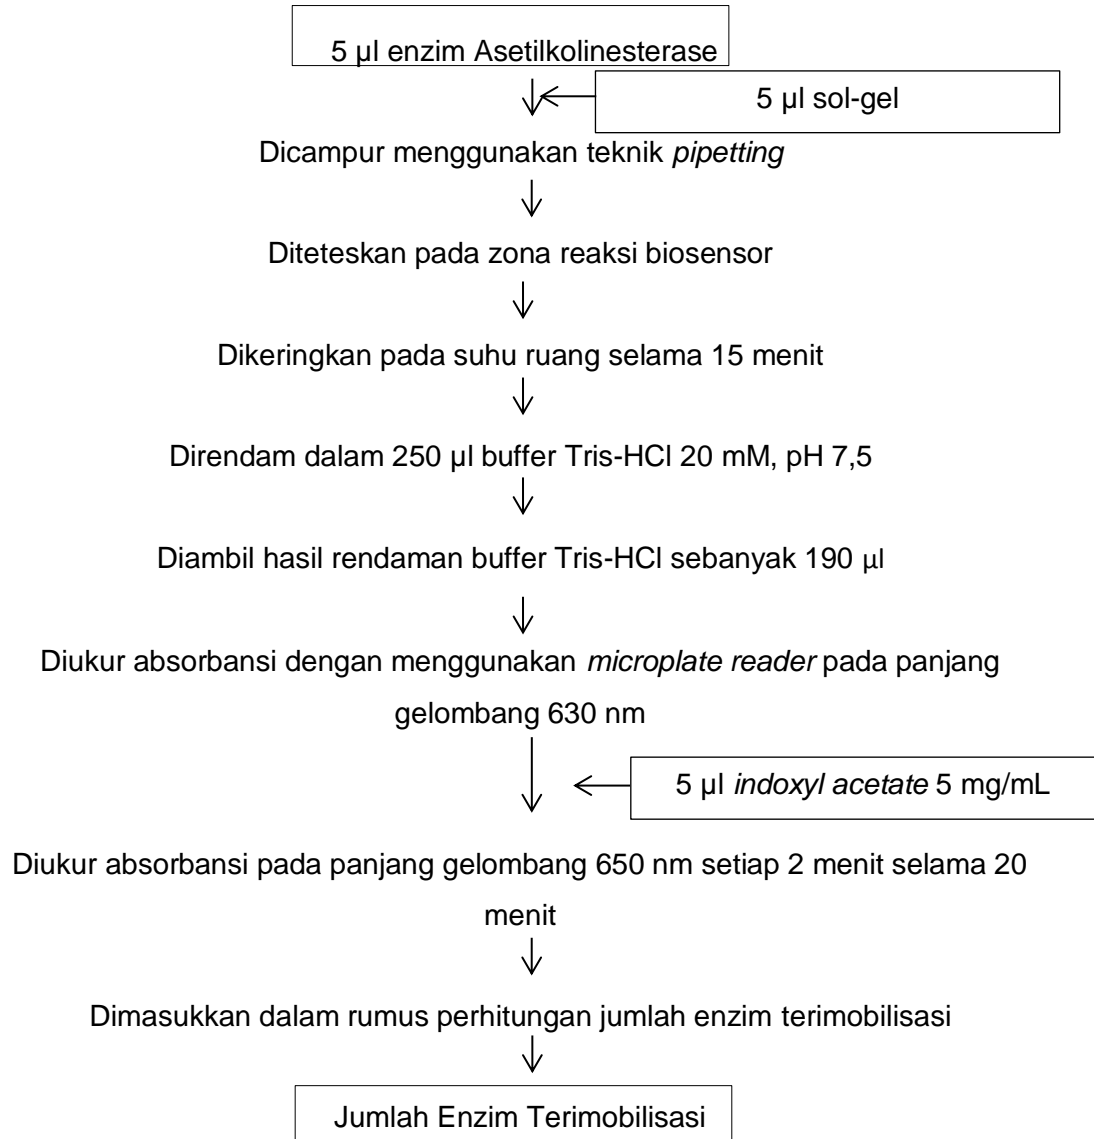 5 µl enzim Asetilkolinesterase
5 µl sol-gel
Dicampur menggunakan teknik pipetting
Diteteskan pada zona reaksi biosensor
Dikeringkan pada suhu ruang selama 15 menit
Direndam dalam 250 µl buffer Tris-HCl 20 mM, pH 7,5
Diambil hasil rendaman buffer Tris-HCl sebanyak 190 µl
Diukur absorbansi dengan menggunakan microplate reader pada panjang
gelombang 630 nm
5 µl indoxyl acetate 5 mg/mL
Diukur absorbansi pada panjang gelombang 650 nm setiap 2 menit selama 20
menit
Dimasukkan dalam rumus perhitungan jumlah enzim terimobilisasi
Jumlah Enzim Terimobilisasi